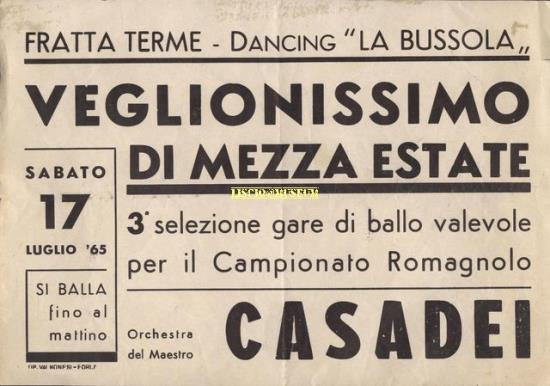 FRATTA TERME - DANCING "LA BUSSOLA„
VEGLIONISSIMO
DI MEZZA ESTATE
SABATO
17
LUGLIO '65
SI BALLA
fino al
mattino
3ª selezione gare di ballo valevole
per il Campionato Romagnolo
Orchestra
del Maestro
CASADEI